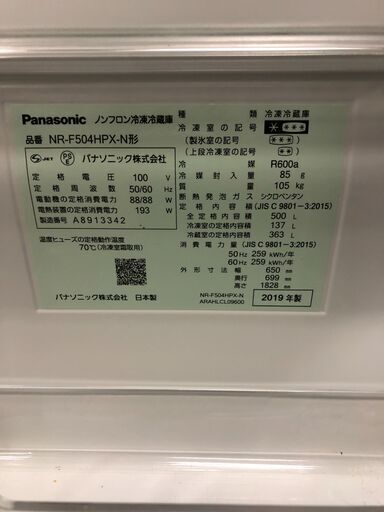 Panasonic ノンフロン冷凍冷蔵庫
品番 NR-F504HPX-N形
JET PSE パナソニック株式会社
定格電圧 100 V
定格周波数 50/60 Hz
電動機の定格消費電力 88/88 W
電熱装置の定格消費電力 193 W
製造番号 A8913342
温度ヒューズの定格動作温度
70℃(冷凍室霜取用)
パナソニック株式会社 日本製
種類 冷凍冷蔵庫
冷凍室の記号 ****
(製氷室の記号) **
(上段冷凍室の記号) **
冷媒 R600a
冷媒封入量 85 g
質量 105 kg
断熱発泡ガス シクロペンタン
定格内容積 (JIS C 9801−3:2015)
全定格内容積 500 L
冷凍室の定格内容積 137 L
冷蔵室の定格内容積 363 L
消費電力量 (JIS C 9801−3:2015)
50 Hz 259 kWh/年
60 Hz 259 kWh/年
外形寸法 幅 650 mm
奥行 699 mm
高さ 1828 mm
NR-F504HPX-N
ARAHLCL09600
2019 年製